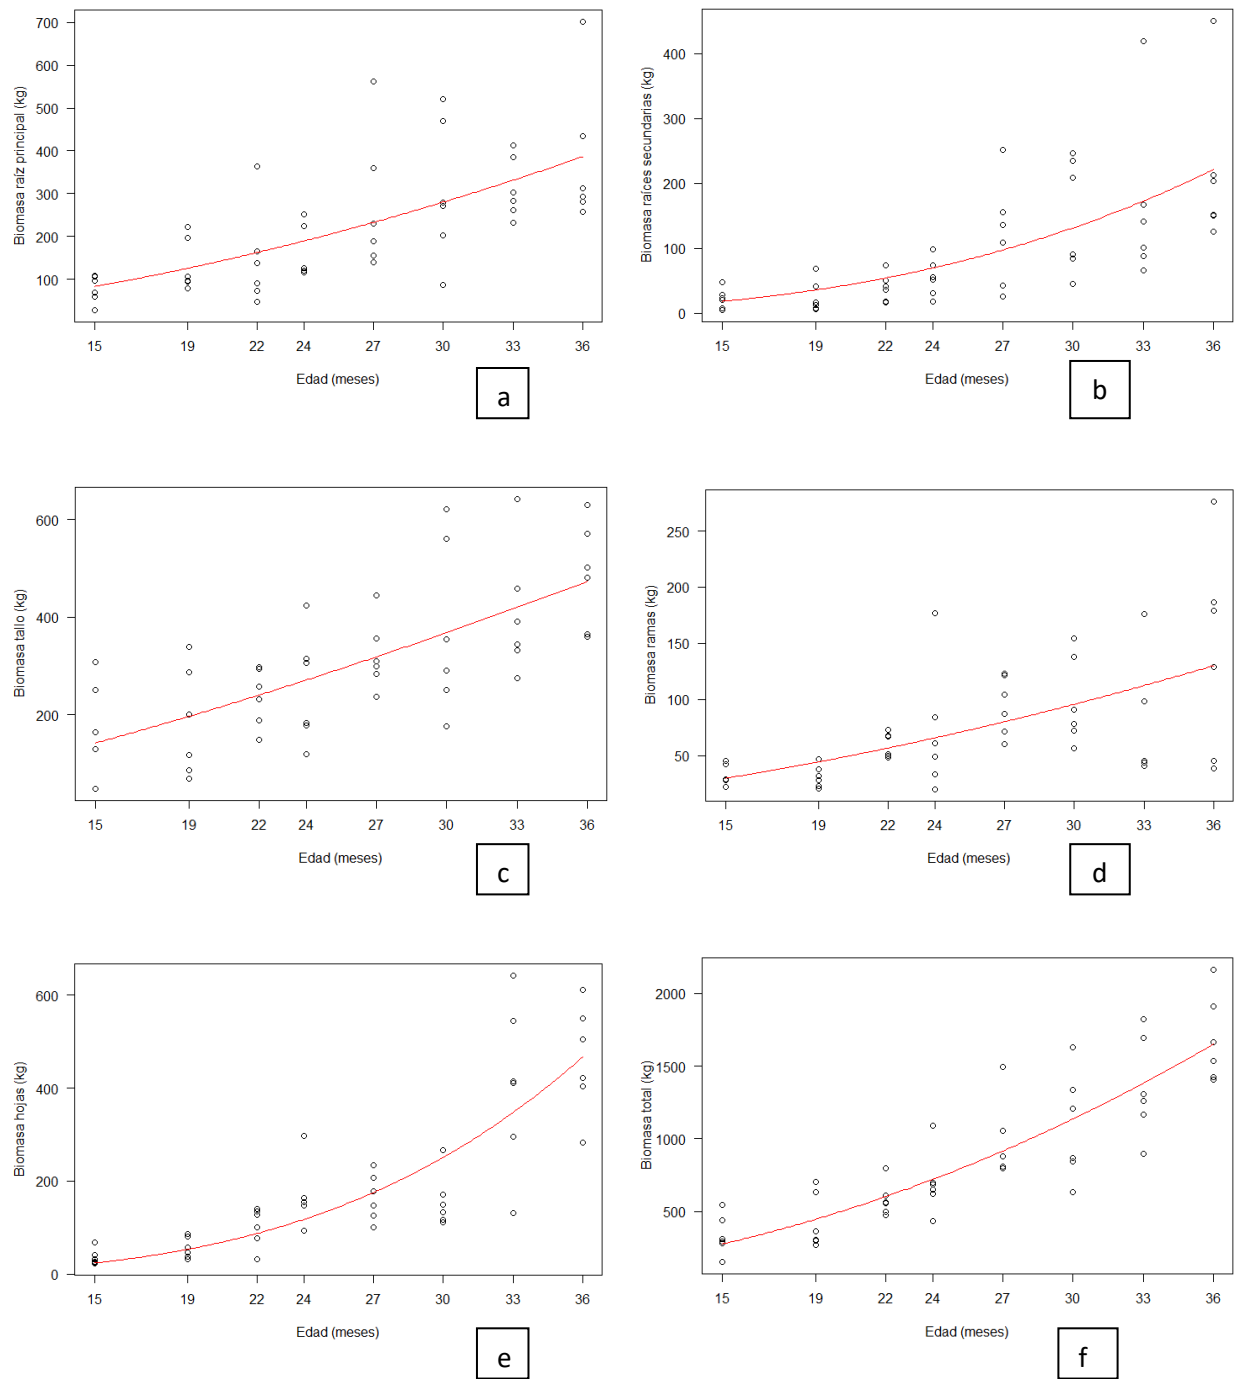 Biomasa raíz principal (kg)
700
600
500
400
300
200
100
15 19 22 24 27 30 33 36
Edad (meses)
a
Biomasa raíces secundarias (kg)
400
300
200
100
0
15 19 22 24 27 30 33 36
Edad (meses)
b
Biomasa tallo (kg)
600
400
200
15 19 22 24 27 30 33 36
Edad (meses)
c
Biomasa ramas (kg)
250
200
150
100
50
15 19 22 24 27 30 33 36
Edad (meses)
d
Biomasa hojas (kg)
600
400
200
0
15 19 22 24 27 30 33 36
Edad (meses)
e
Biomasa total (kg)
2000
1500
1000
500
15 19 22 24 27 30 33 36
Edad (meses)
f